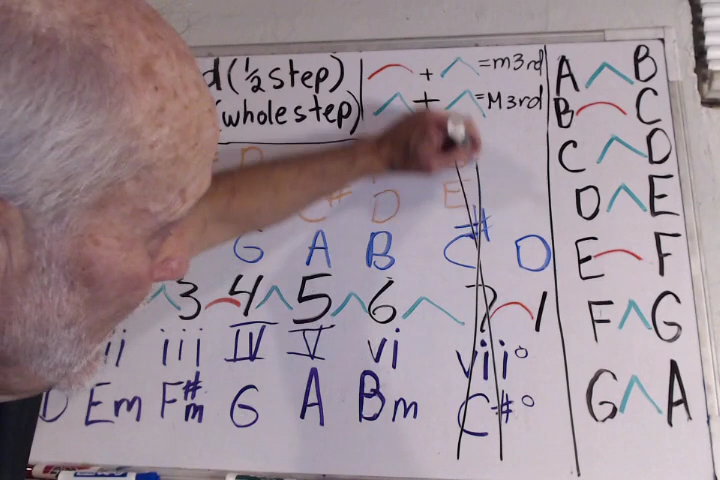 d (½ step)
(whole step)
+ = m3rd
+ = M3rd
C# D E
G A B C# D
3 4 5 6 7 1
ii iii IV V vi vii°
D Em F#m G A Bm C#°
A B
B C
C D
D E
E F
F G
G A